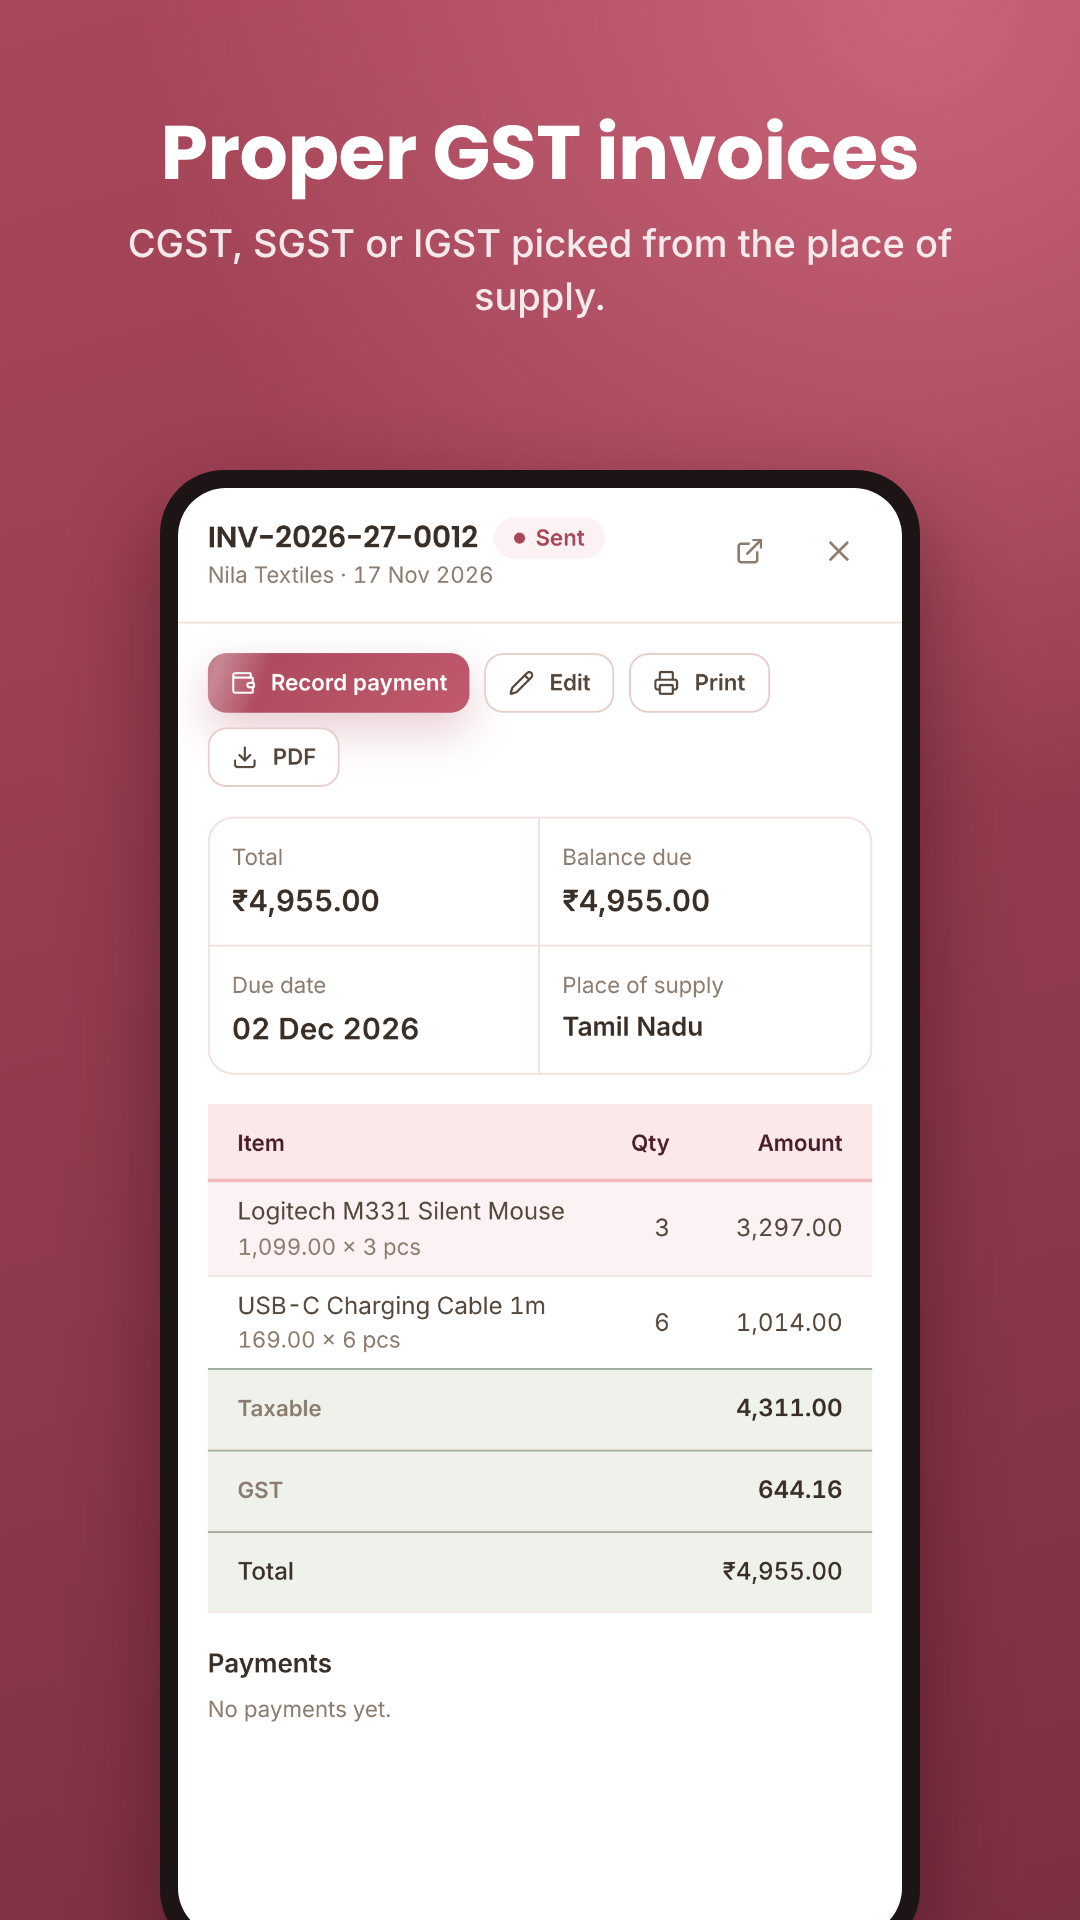 Proper GST invoices
CGST, SGST or IGST picked from the place of
supply.
INV-2026-27-0012
Sent
Nila Textiles · 17 Nov 2026
Record payment
Edit
Print
PDF
Total
Balance due
₹4,955.00
₹4,955.00
Due date
Place of supply
02 Dec 2026
Tamil Nadu
Item Qty Amount
Logitech M331 Silent Mouse
1,099.00 × 3 pcs
3
3,297.00
USB-C Charging Cable 1m
169.00 × 6 pcs
6
1,014.00
Taxable 4,311.00
GST 644.16
Total ₹4,955.00
Payments
No payments yet.